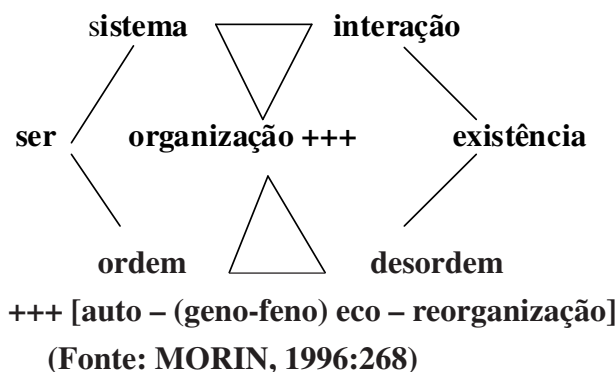 sistema interação
ser organização +++ existência
ordem desordem
+++ [auto – (geno-feno) eco – reorganização]
(Fonte: MORIN, 1996:268)